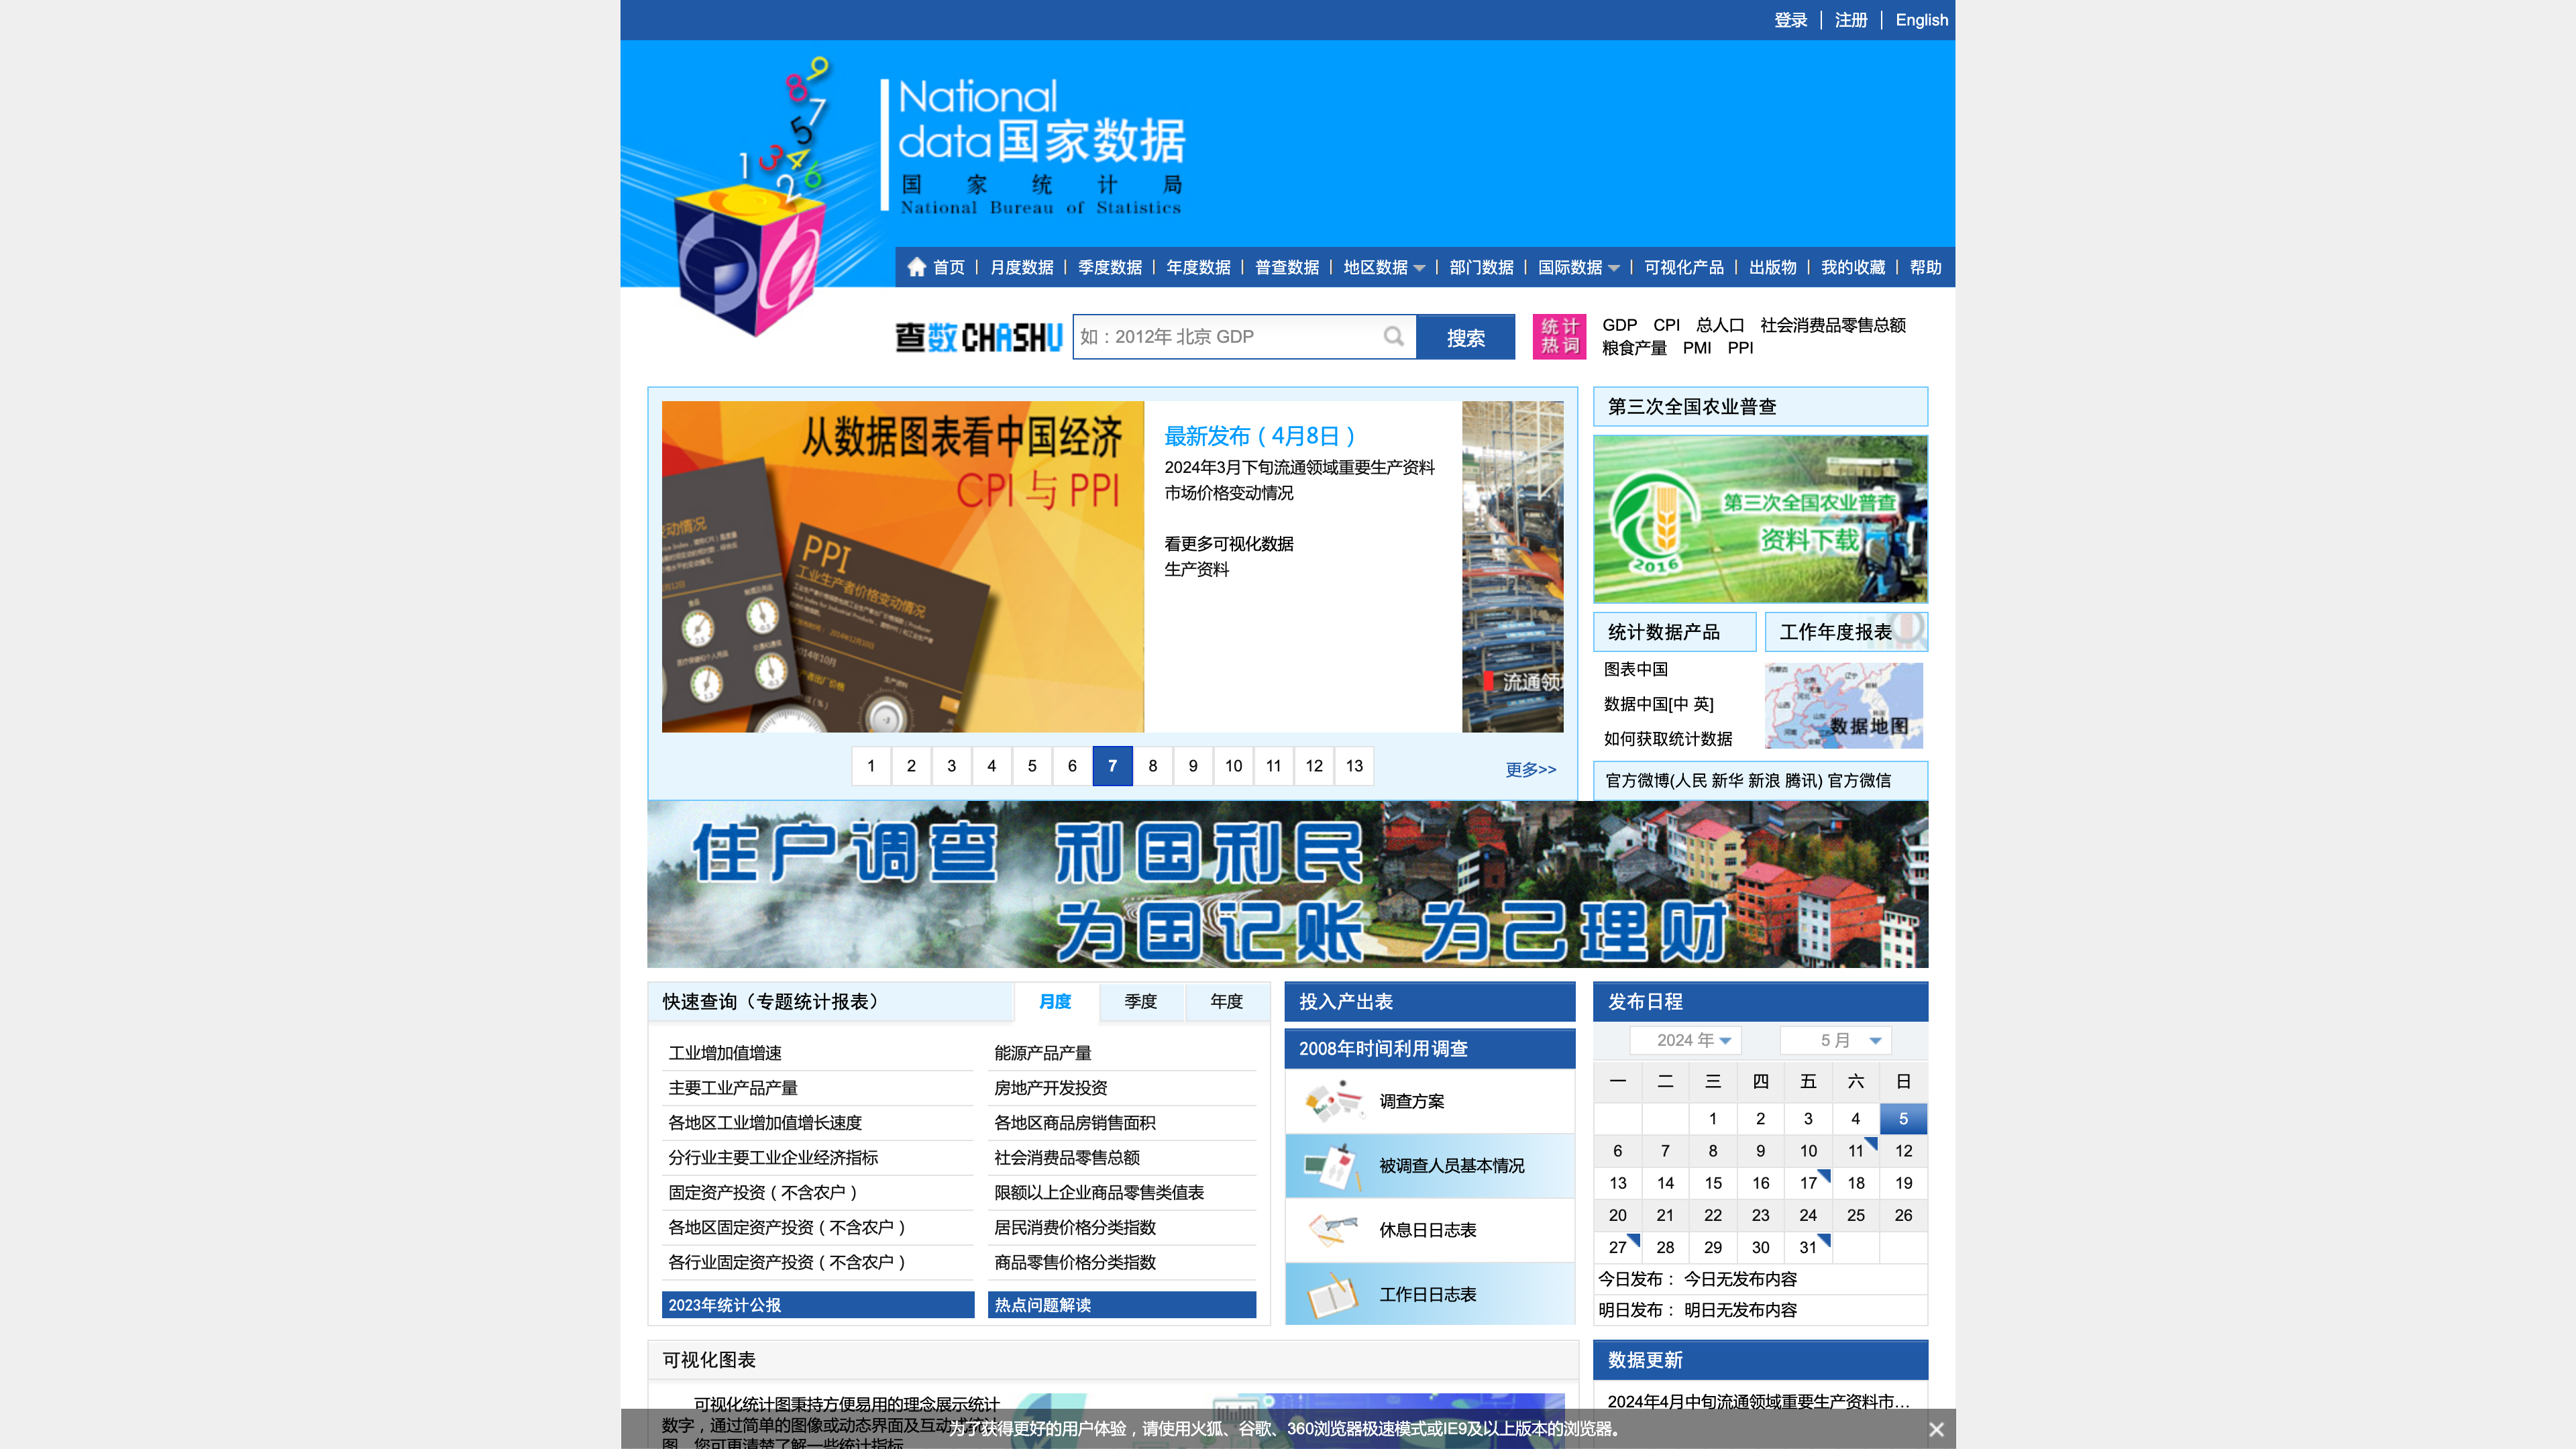 登录 | 注册 | English
National
data国家数据
国家统计局
National Bureau of Statistics
首页 | 月度数据 | 季度数据 | 年度数据 | 普查数据 | 地区数据 | 部门数据 | 国际数据 | 可视化产品 | 出版物 | 我的收藏 | 帮助
查数CHASHU
如：2012年 北京 GDP
搜索
统计热词
GDP CPI 总人口 社会消费品零售总额
粮食产量 PMI PPI
从数据图表看中国经济
CPI 与 PPI
PPI
工业生产者价格变动情况
最新发布（4月8日）
2024年3月下旬流通领域重要生产资料
市场价格变动情况
看更多可视化数据
生产资料
流通领
1 2 3 4 5 6 7 8 9 10 11 12 13
更多>>
第三次全国农业普查
第三次全国农业普查
资料下载
2016
统计数据产品
工作年度报表
图表中国
数据中国[中 英]
如何获取统计数据
数据地图
官方微博(人民 新华 新浪 腾讯) 官方微信
住户调查 利国利民
为国记账 为己理财
快速查询（专题统计报表）
月度 季度 年度
工业增加值增速
能源产品产量
主要工业产品产量
房地产开发投资
各地区工业增加值增长速度
各地区商品房销售面积
分行业主要工业企业经济指标
社会消费品零售总额
固定资产投资（不含农户）
限额以上企业商品零售类值表
各地区固定资产投资（不含农户）
居民消费价格分类指数
各行业固定资产投资（不含农户）
商品零售价格分类指数
2023年统计公报
热点问题解读
投入产出表
2008年时间利用调查
调查方案
被调查人员基本情况
休息日日志表
工作日日志表
发布日程
2024 年 5 月
一 二 三 四 五 六 日
1 2 3 4 5
6 7 8 9 10 11 12
13 14 15 16 17 18 19
20 21 22 23 24 25 26
27 28 29 30 31
今日发布： 今日无发布内容
明日发布： 明日无发布内容
可视化图表
可视化统计图秉持方便易用的理念展示统计
数字，通过简单的图像或动态界面及互动式统计
图，您可更清楚了解一些统计指标
数据更新
2024年4月中旬流通领域重要生产资料市...
为了获得更好的用户体验，请使用火狐、谷歌、360浏览器极速模式或IE9及以上版本的浏览器。